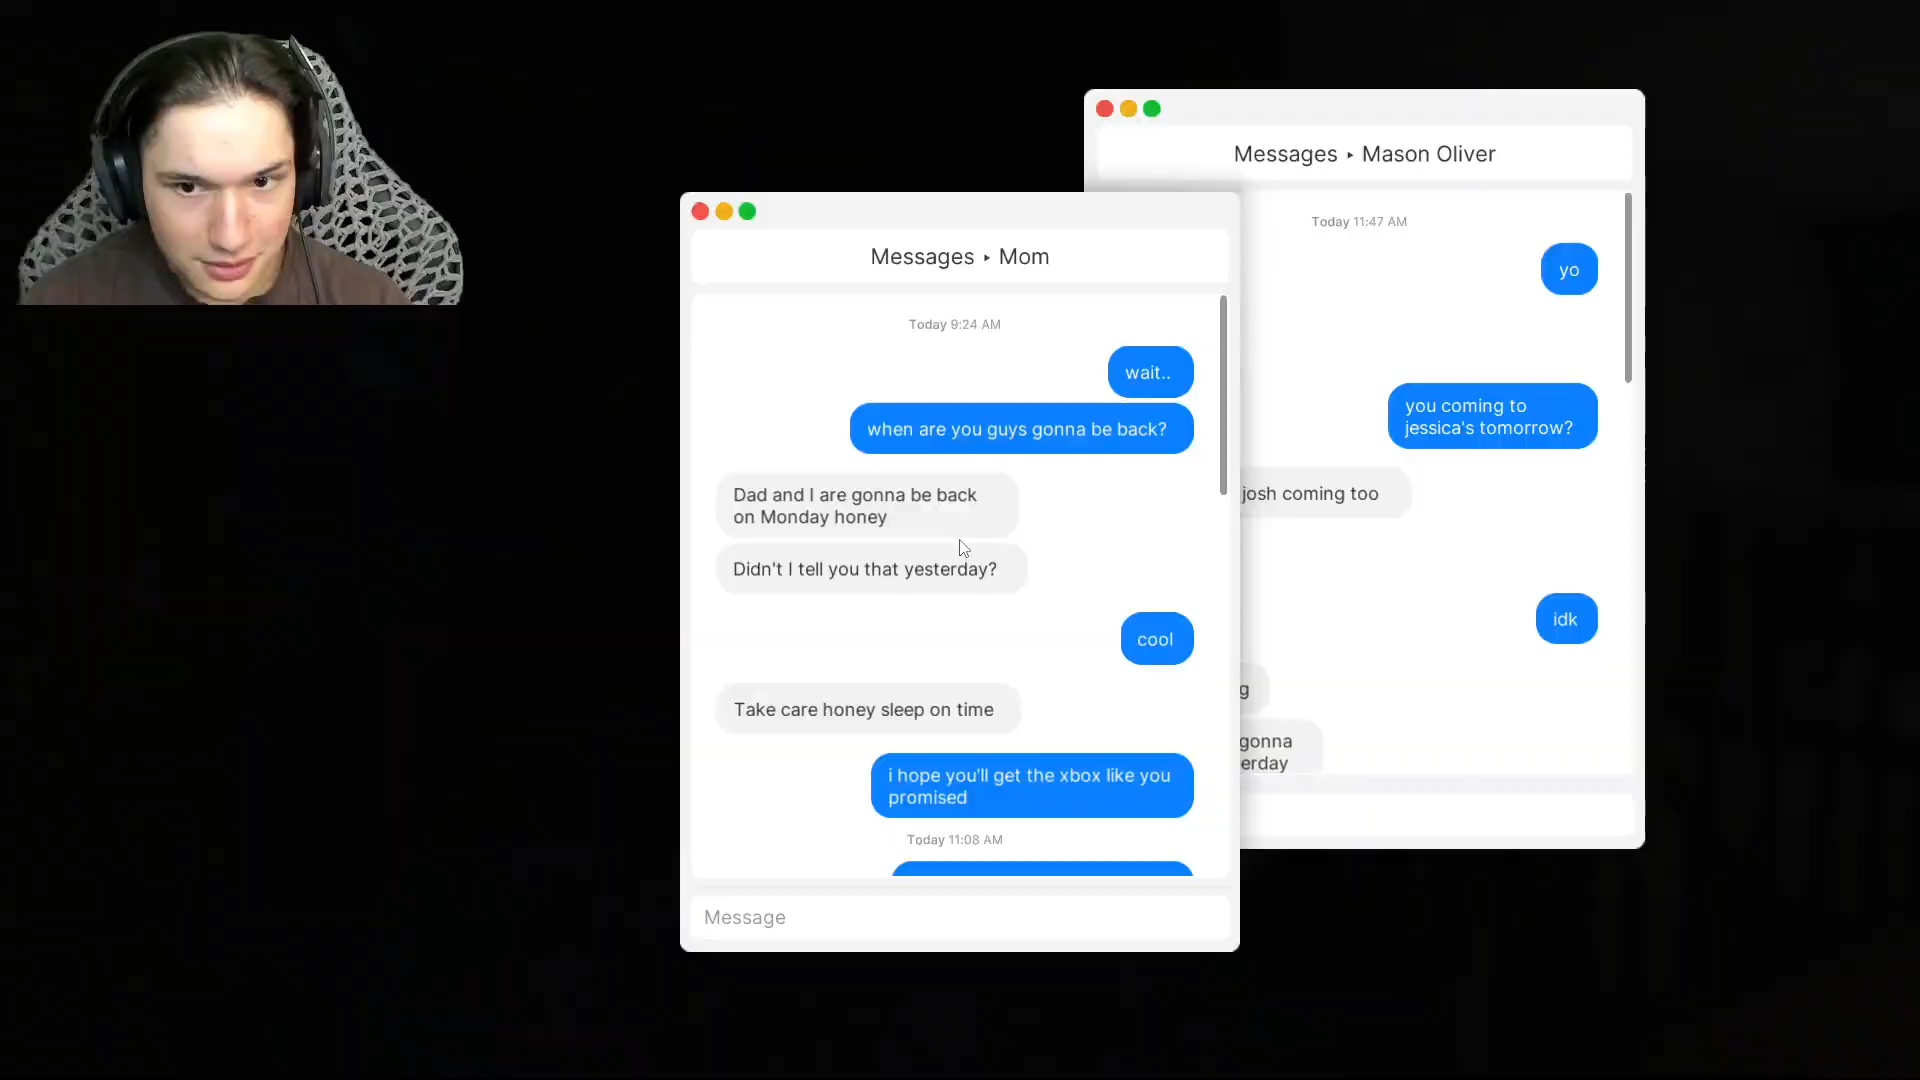 Messages ▸ Mom
Today 9:24 AM
wait..
when are you guys gonna be back?
Dad and I are gonna be back
on Monday honey
Didn't I tell you that yesterday?
cool
Take care honey sleep on time
i hope you'll get the xbox like you
promised
Today 11:08 AM
Message
Messages ▸ Mason Oliver
Today 11:47 AM
yo
you coming to
jessica's tomorrow?
josh coming too
idk
g
gonna
erday